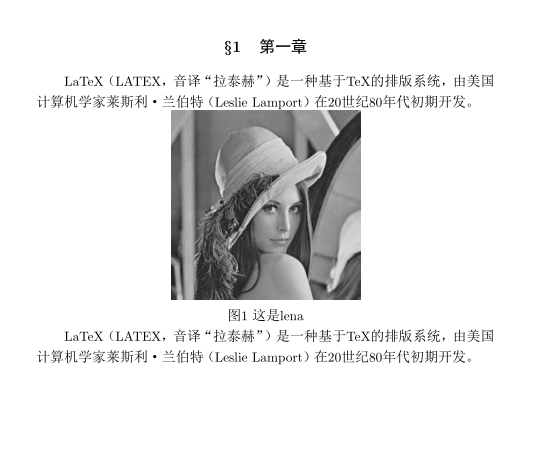 §1 第一章
LaTeX（LATEX，音译“拉泰赫”）是一种基于TeX的排版系统，由美国
计算机学家莱斯利·兰伯特（Leslie Lamport）在20世纪80年代初期开发。
图1 这是lena
LaTeX（LATEX，音译“拉泰赫”）是一种基于TeX的排版系统，由美国
计算机学家莱斯利·兰伯特（Leslie Lamport）在20世纪80年代初期开发。